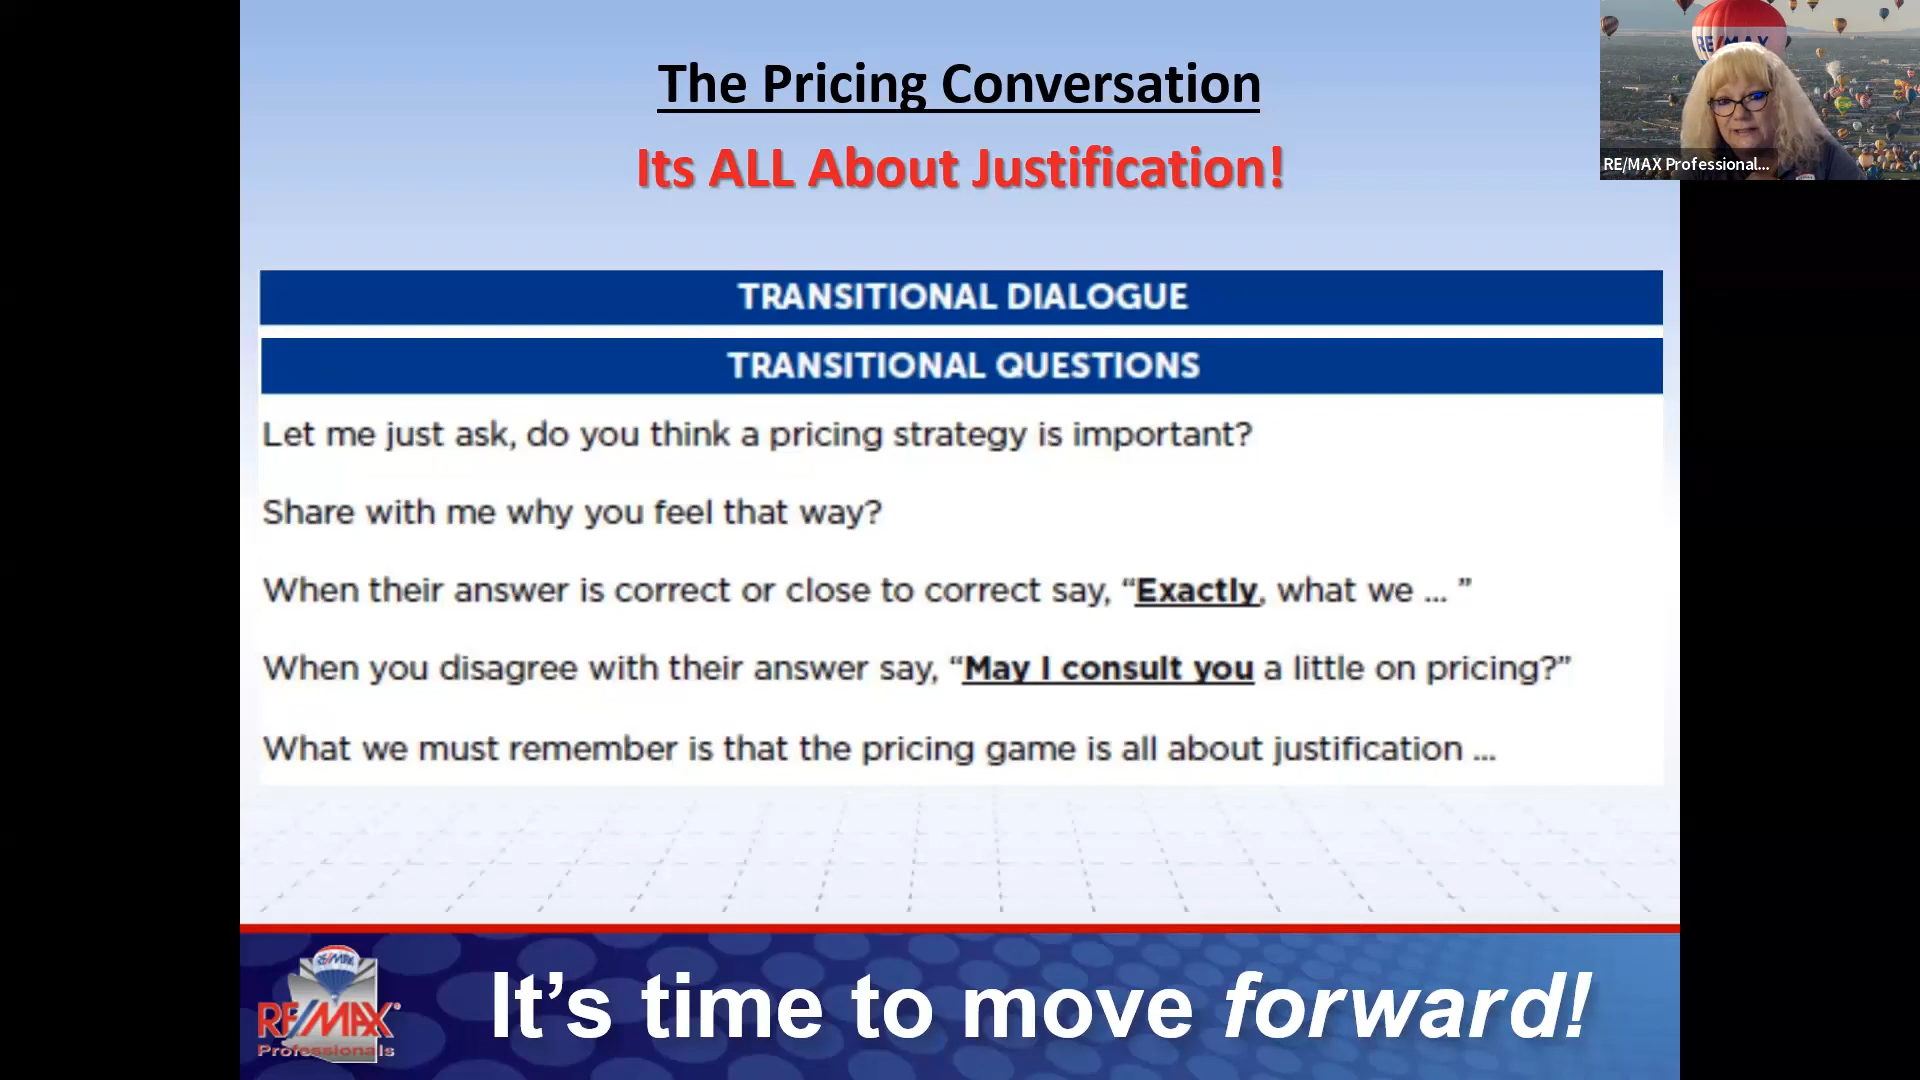 The Pricing Conversation
Its ALL About Justification!
RE/MAX
RE/MAX Professional...
TRANSITIONAL DIALOGUE
TRANSITIONAL QUESTIONS
Let me just ask, do you think a pricing strategy is important?
Share with me why you feel that way?
When their answer is correct or close to correct say, “Exactly, what we ... ”
When you disagree with their answer say, “May I consult you a little on pricing?”
What we must remember is that the pricing game is all about justification ...
RE/MAX
RE/MAX®
Professionals
It’s time to move forward!